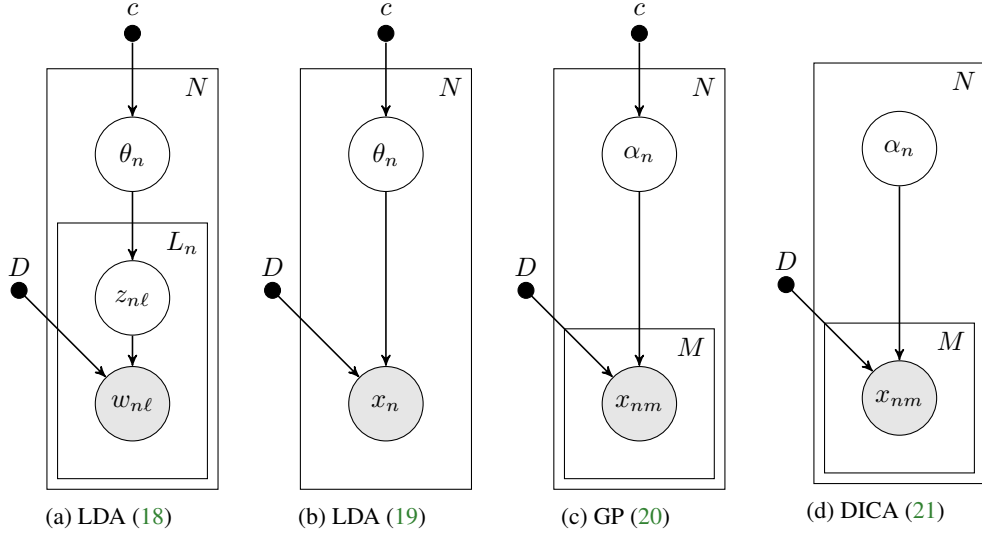 c
c
c
N
N
N
N
θₙ
θₙ
αₙ
αₙ
Lₙ
D
D
D
D
zₙℓ
M
M
wₙℓ
xₙ
xₙₘ
xₙₘ
(a) LDA (18)
(b) LDA (19)
(c) GP (20)
(d) DICA (21)